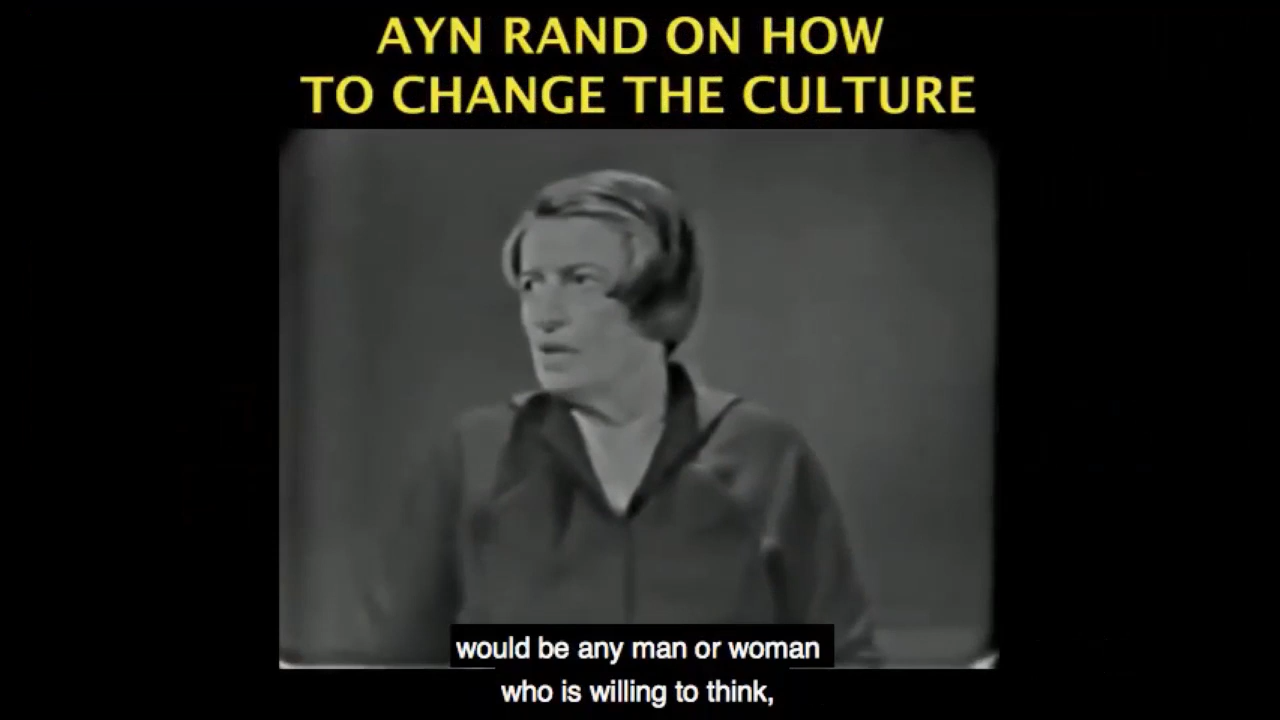 AYN RAND ON HOW
TO CHANGE THE CULTURE
would be any man or woman
who is willing to think,